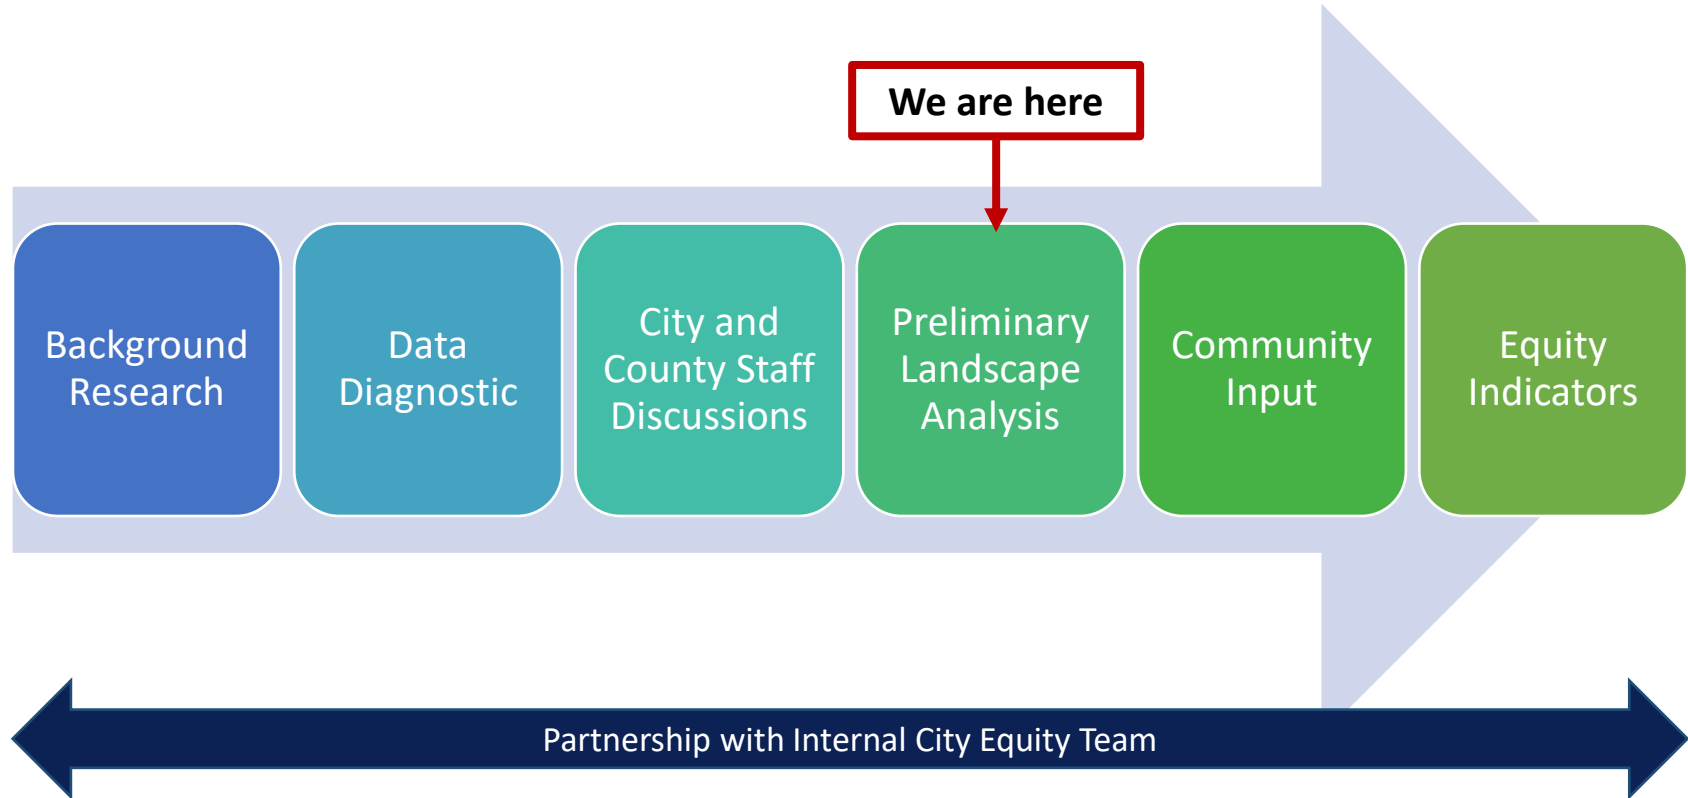 We are here
Background
Research
Data
Diagnostic
City and
County Staff
Discussions
Preliminary
Landscape
Analysis
Community
Input
Equity
Indicators
Partnership with Internal City Equity Team